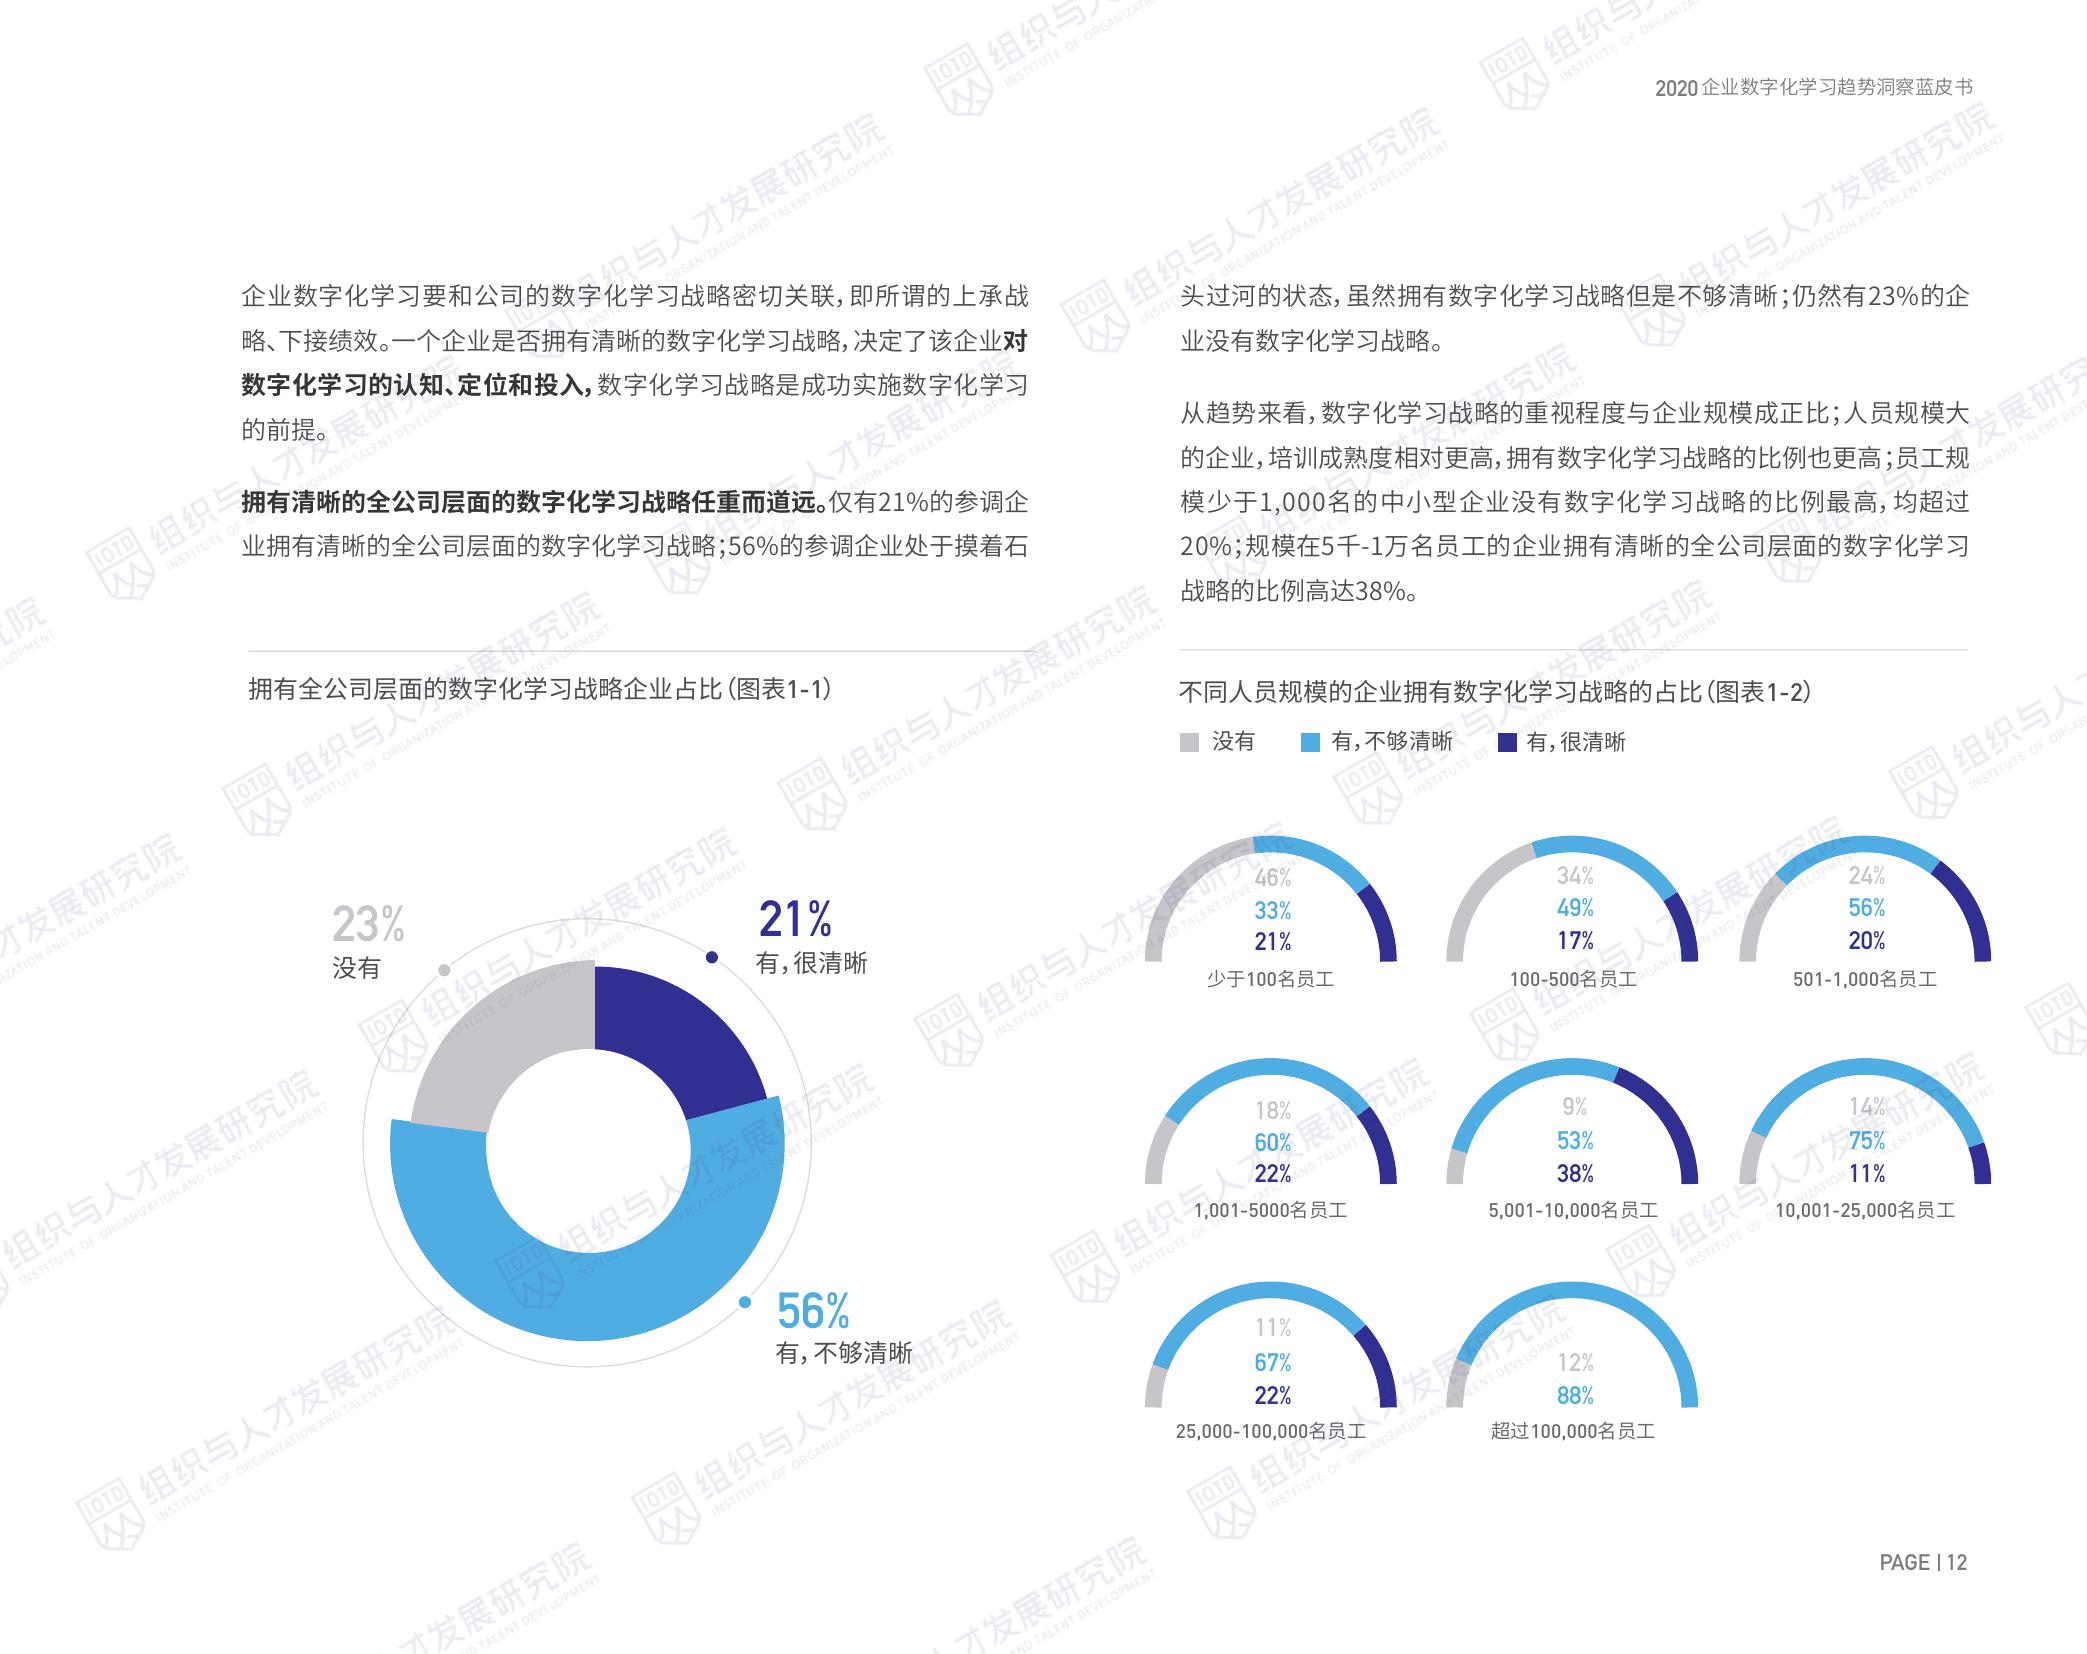 2020企业数字化学习趋势洞察蓝皮书
企业数字化学习要和公司的数字化学习战略密切关联，即所谓的上承战
略、下接绩效。一个企业是否拥有清晰的数字化学习战略，决定了该企业对
数字化学习的认知、定位和投入，数字化学习战略是成功实施数字化学习
的前提。
拥有清晰的全公司层面的数字化学习战略任重而道远。仅有21%的参调企
业拥有清晰的全公司层面的数字化学习战略；56%的参调企业处于摸着石
头过河的状态，虽然拥有数字化学习战略但是不够清晰；仍然有23%的企
业没有数字化学习战略。
从趋势来看，数字化学习战略的重视程度与企业规模成正比；人员规模大
的企业，培训成熟度相对更高，拥有数字化学习战略的比例也更高；员工规
模少于1,000名的中小型企业没有数字化学习战略的比例最高，均超过
20%；规模在5千-1万名员工的企业拥有清晰的全公司层面的数字化学习
战略的比例高达38%。
拥有全公司层面的数字化学习战略企业占比（图表1-1）
23%
没有
21%
有，很清晰
56%
有，不够清晰
不同人员规模的企业拥有数字化学习战略的占比（图表1-2）
没有 有，不够清晰 有，很清晰
46%
33%
21%
少于100名员工
34%
49%
17%
100-500名员工
24%
56%
20%
501-1,000名员工
18%
60%
22%
1,001-5000名员工
9%
53%
38%
5,001-10,000名员工
14%
75%
11%
10,001-25,000名员工
11%
67%
22%
25,000-100,000名员工
12%
88%
超过100,000名员工
PAGE | 12
IOTD 组织与人才发展研究院
INSTITUTE OF ORGANIZATION AND TALENT DEVELOPMENT